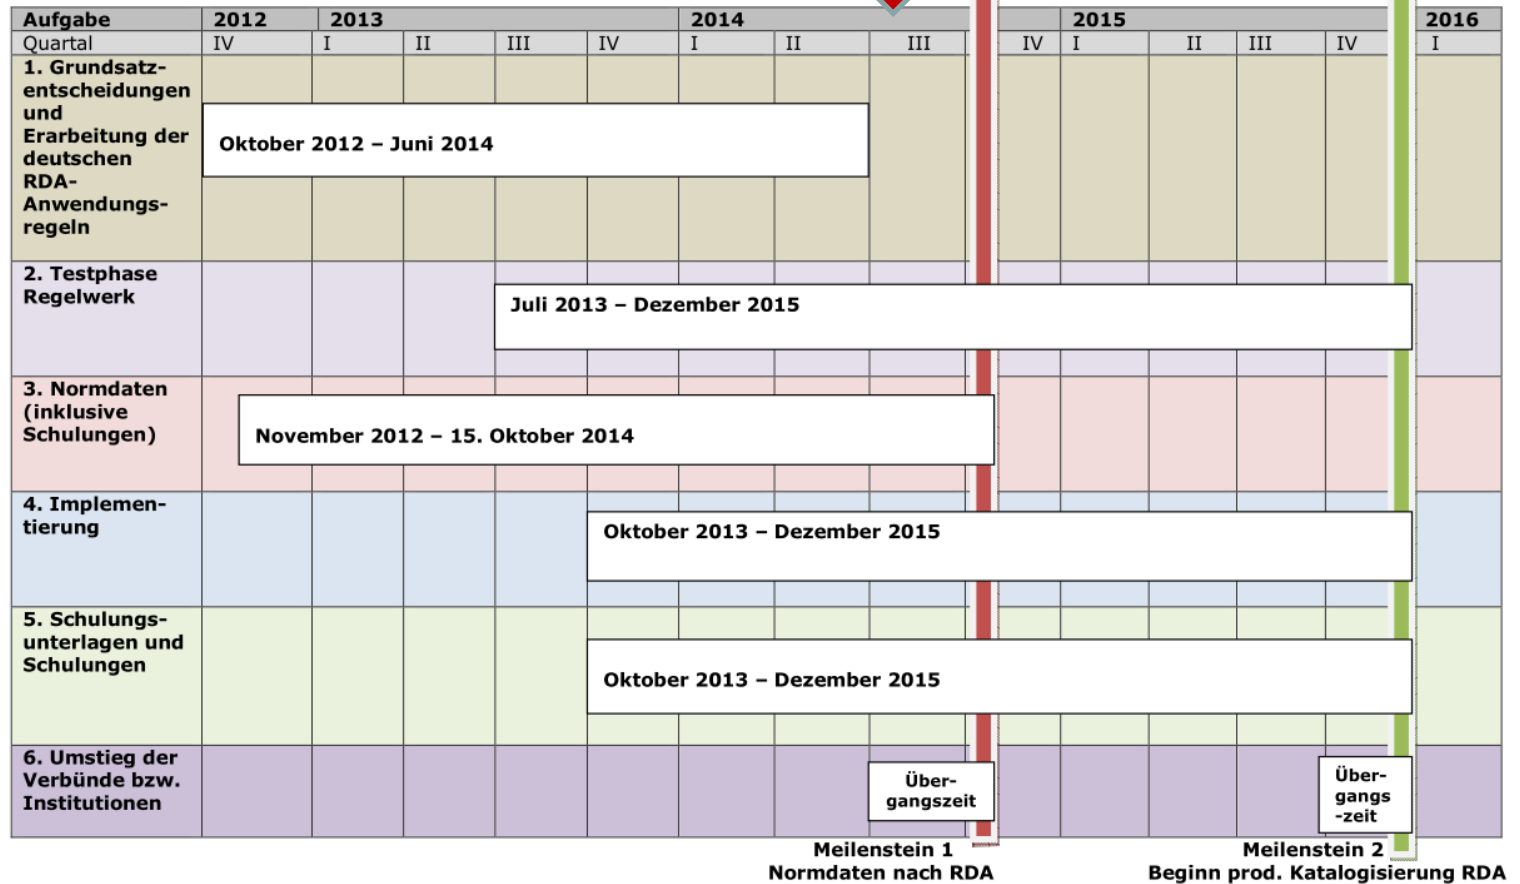 Aufgabe 2012 2013 2014 2015 2016
Quartal IV I II III IV I II III IV I II III IV I
1. Grundsatz-
entscheidungen
und
Erarbeitung der
deutschen
RDA-
Anwendungs-
regeln
Oktober 2012 – Juni 2014
2. Testphase
Regelwerk
Juli 2013 – Dezember 2015
3. Normdaten
(inklusive
Schulungen)
November 2012 – 15. Oktober 2014
4. Implemen-
tierung
Oktober 2013 – Dezember 2015
5. Schulungs-
unterlagen und
Schulungen
Oktober 2013 – Dezember 2015
6. Umstieg der
Verbünde bzw.
Institutionen
Über-
gangszeit
Über-
gangs
-zeit
Meilenstein 1
Normdaten nach RDA
Meilenstein 2
Beginn prod. Katalogisierung RDA